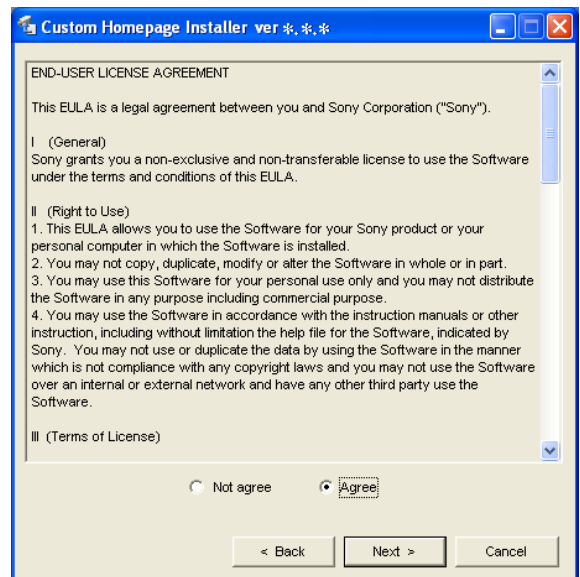 Custom Homepage Installer ver *.*.*
END-USER LICENSE AGREEMENT
This EULA is a legal agreement between you and Sony Corporation ("Sony").
I (General)
Sony grants you a non-exclusive and non-transferable license to use the Software
under the terms and conditions of this EULA.
II (Right to Use)
1. This EULA allows you to use the Software for your Sony product or your
personal computer in which the Software is installed.
2. You may not copy, duplicate, modify or alter the Software in whole or in part.
3. You may use this Software for your personal use only and you may not distribute
the Software in any purpose including commercial purpose.
4. You may use the Software in accordance with the instruction manuals or other
instruction, including without limitation the help file for the Software, indicated by
Sony. You may not use or duplicate the data by using the Software in the manner
which is not compliance with any copyright laws and you may not use the Software
over an internal or external network and have any other third party use the
Software.
III (Terms of License)
Not agree Agree
< Back Next > Cancel